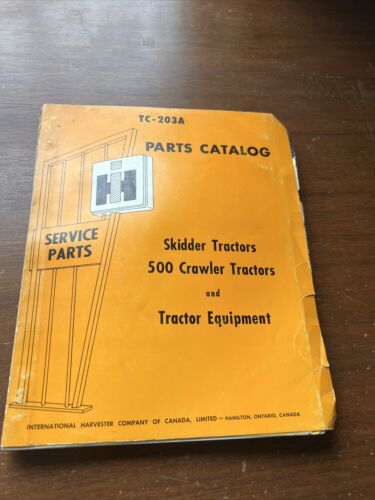 TC-203A
PARTS CATALOG
IH
SERVICE
PARTS
Skidder Tractors
500 Crawler Tractors
and
Tractor Equipment
INTERNATIONAL HARVESTER COMPANY OF CANADA, LIMITED — HAMILTON, ONTARIO, CANADA